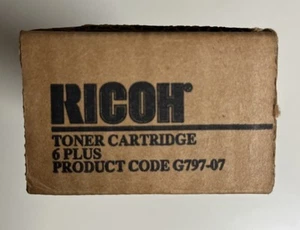 RICOH®
TONER CARTRIDGE
6 PLUS
PRODUCT CODE G797-07